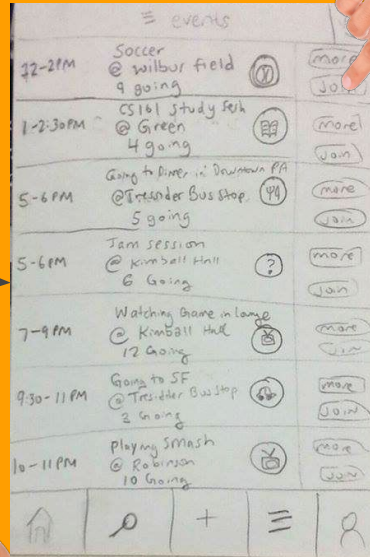 events
12-2PM
Soccer
@ Wilbur field
9 going
more
join
1-2:30PM
CS161 Study Sesh
@ Green
4 going
more
join
5-6PM
Going to Dinner in Downtown PA
@Tresidder Bus Stop
5 going
more
join
5-6PM
Jam session
@ Kimball Hall
6 Going
?
more
join
7-9PM
Watching Game in Lounge
@ Kimball Hall
12 Going
more
join
9:30-11PM
Going to SF
@ Tresidder Bus Stop
Going
more
JOIN
10-11PM
Playing Smash
@ Robinson
10 Going
more
JOIN